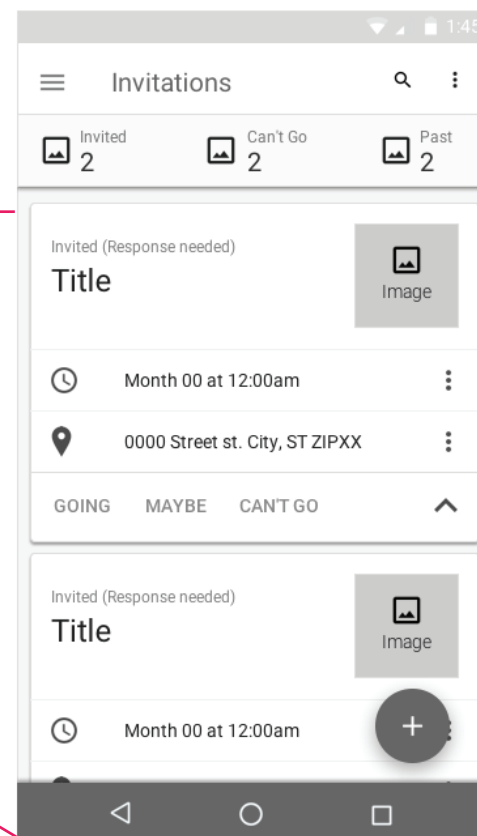 1:45
Invitations
Invited
2
Can't Go
2
Past
2
Invited (Response needed)
Title
Image
Month 00 at 12:00am
0000 Street st. City, ST ZIPXX
GOING MAYBE CAN'T GO
Invited (Response needed)
Title
Image
Month 00 at 12:00am